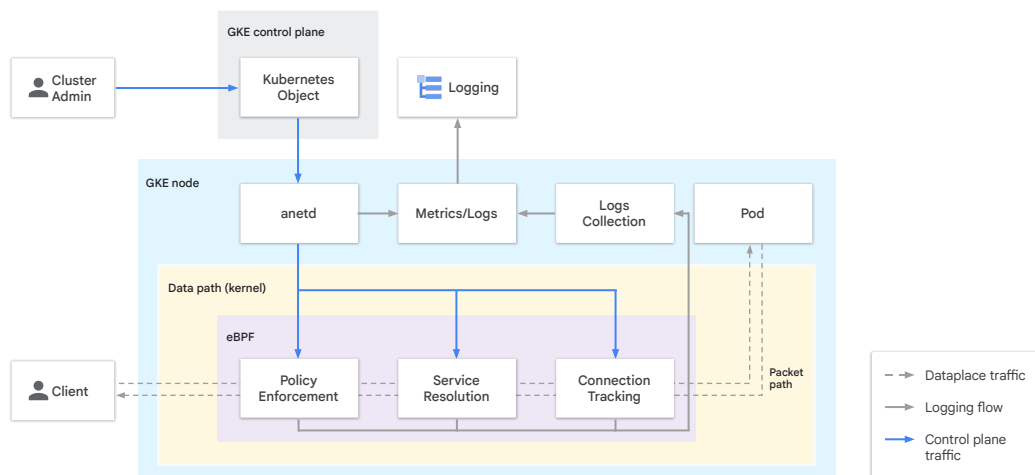 GKE control plane
Cluster
Admin
Kubernetes
Object
Logging
GKE node
anetd
Metrics/Logs
Logs
Collection
Pod
Data path (kernel)
eBPF
Client
Policy
Enforcement
Service
Resolution
Connection
Tracking
Packet
path
Dataplace traffic
Logging flow
Control plane
traffic